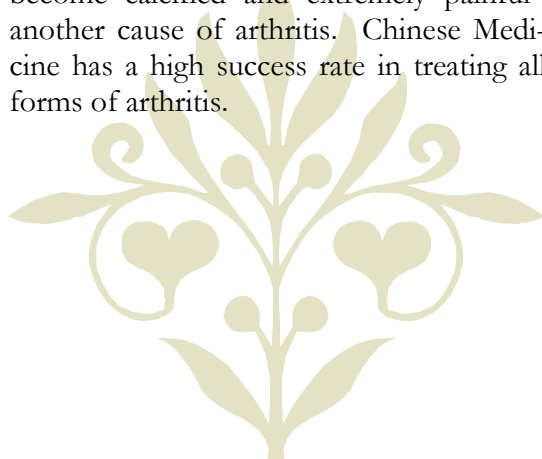 become calcified and extremely painful
another cause of arthritis. Chinese Medi-
cine has a high success rate in treating all
forms of arthritis.